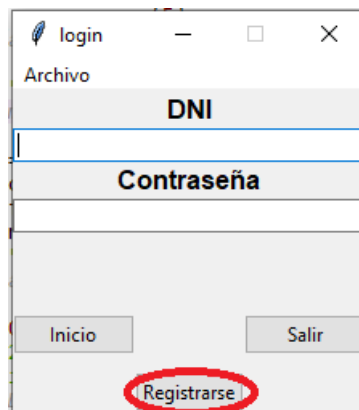 login
Archivo
DNI
Contraseña
Inicio Salir
Registrarse